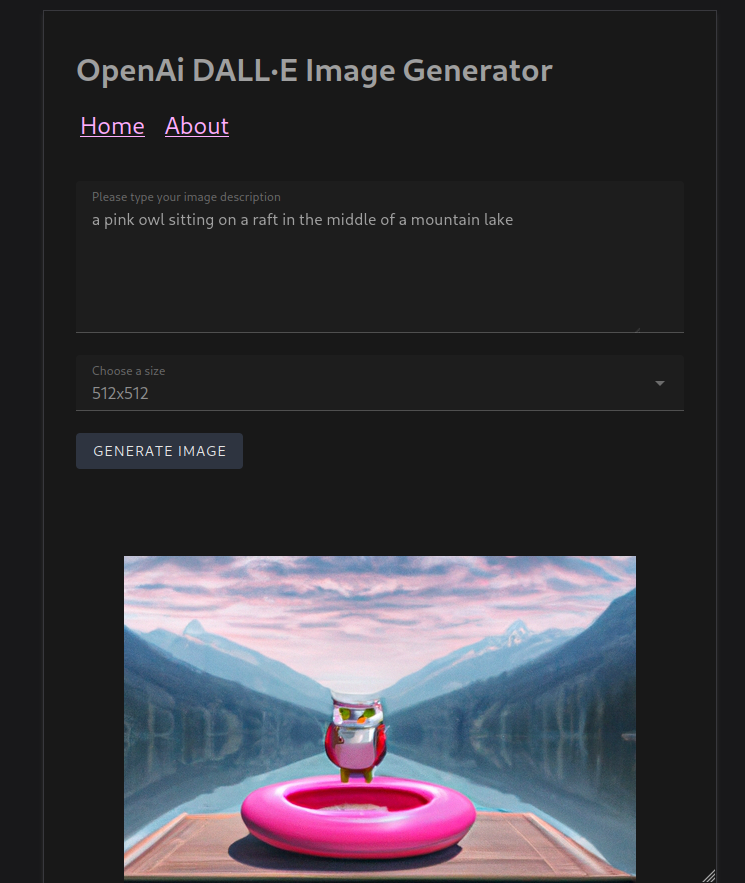 OpenAi DALL·E Image Generator
Home About
Please type your image description
a pink owl sitting on a raft in the middle of a mountain lake
Choose a size
512x512
GENERATE IMAGE